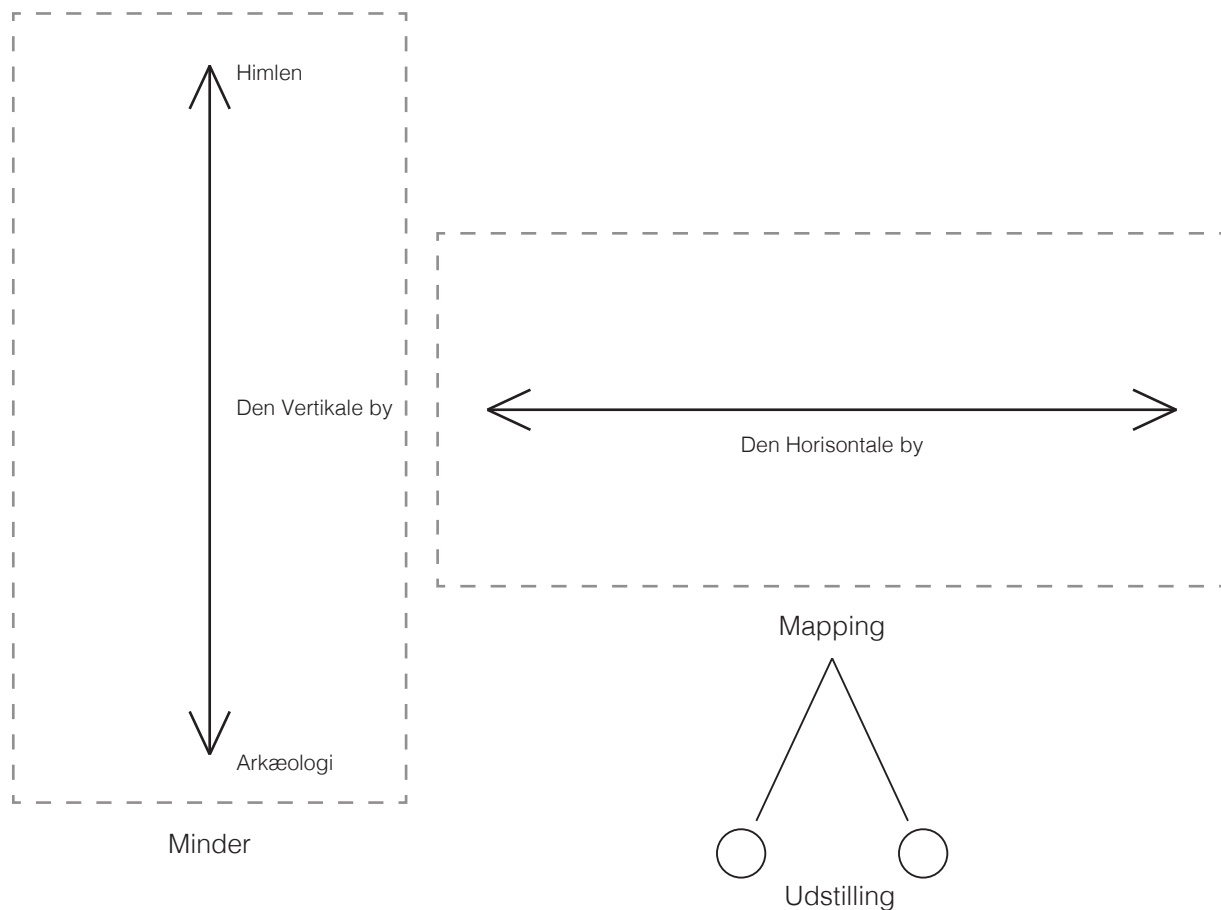 Himlen
Den Vertikale by
Arkæologi
Minder
Den Horisontale by
Mapping
Udstilling